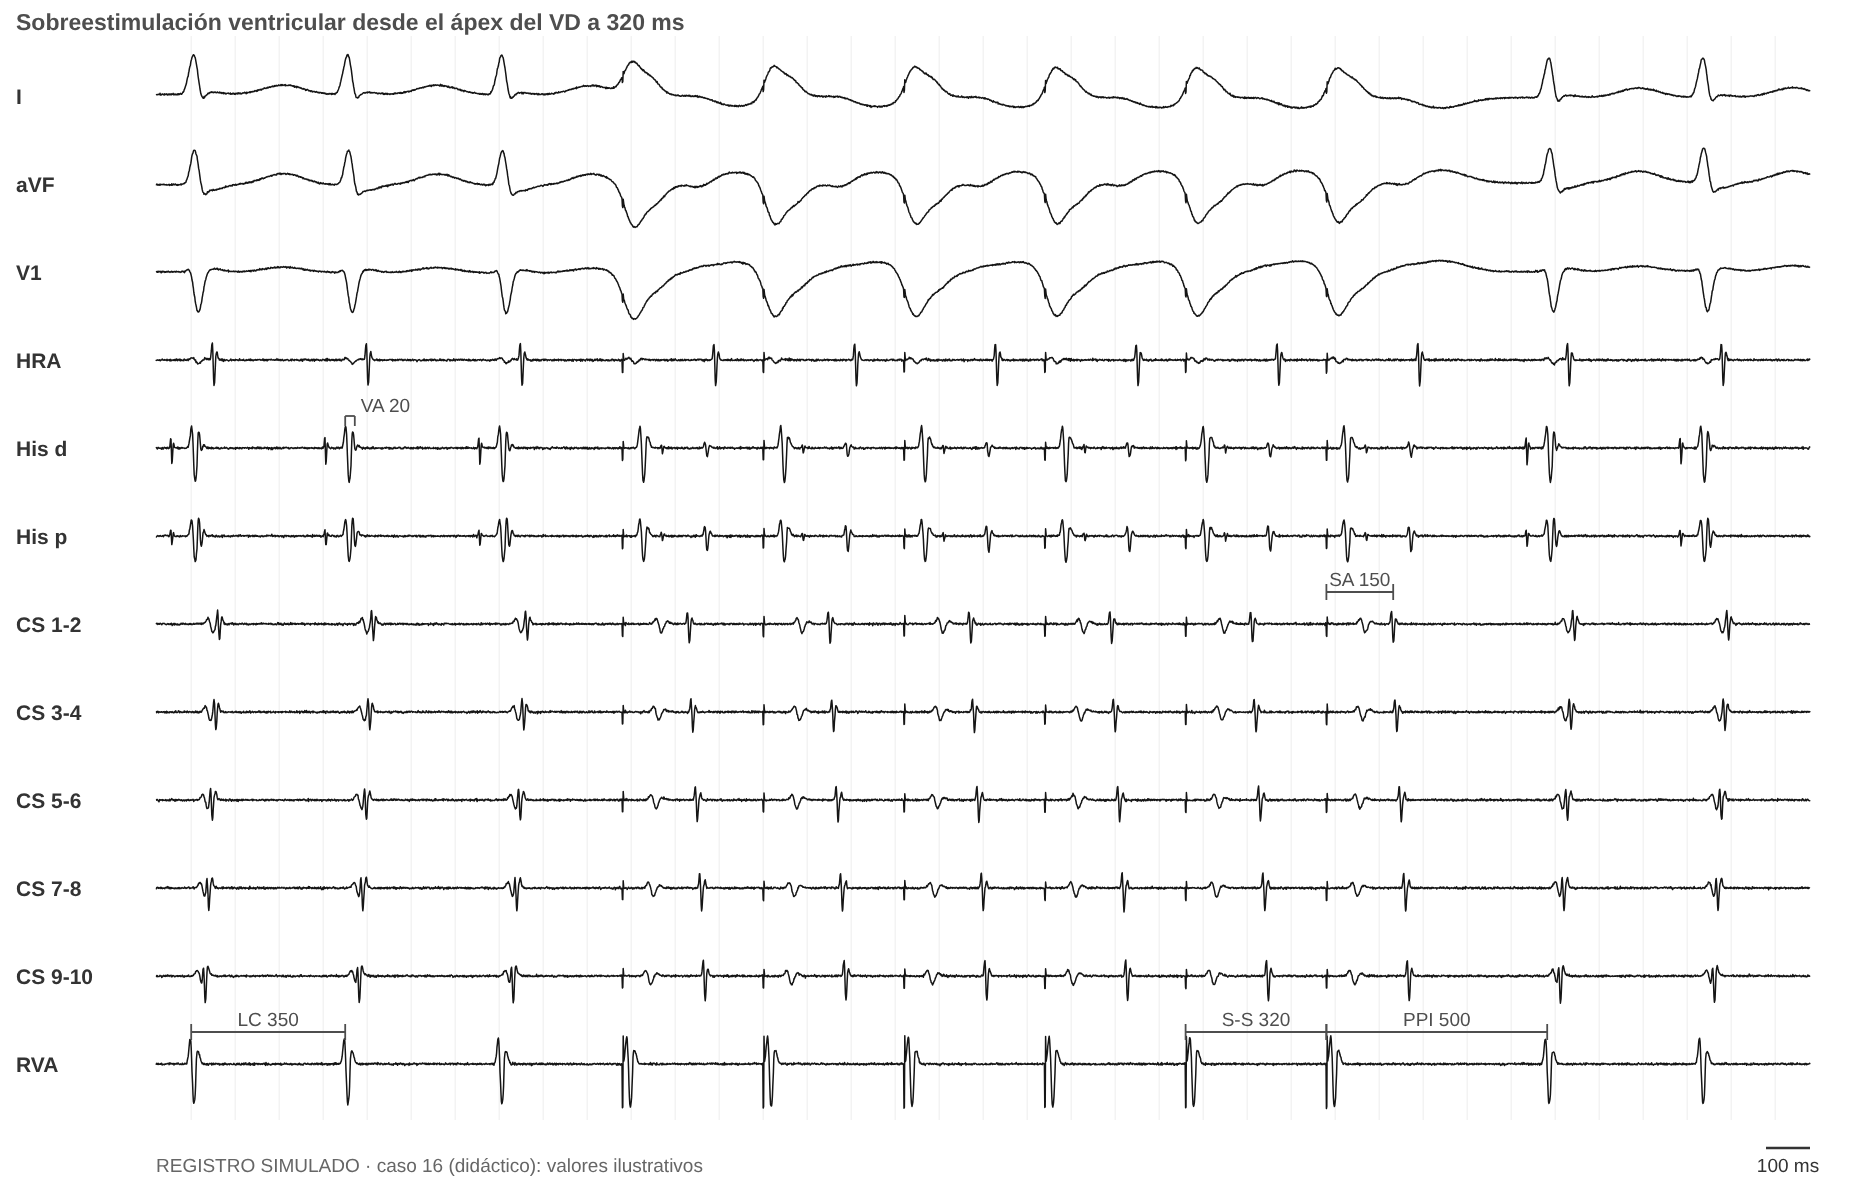 Sobreestimulación ventricular desde el ápex del VD a 320 ms
I
aVF
V1
HRA
VA 20
His d
His p
SA 150
CS 1-2
CS 3-4
CS 5-6
CS 7-8
CS 9-10
LC 350
S-S 320
PPI 500
RVA
REGISTRO SIMULADO · caso 16 (didáctico): valores ilustrativos
100 ms